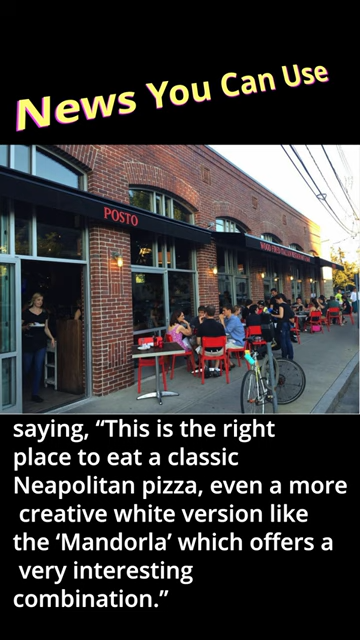 News You Can Use
POSTO
saying, “This is the right
place to eat a classic
Neapolitan pizza, even a more
creative white version like
the ‘Mandorla’ which offers a
very interesting
combination.”